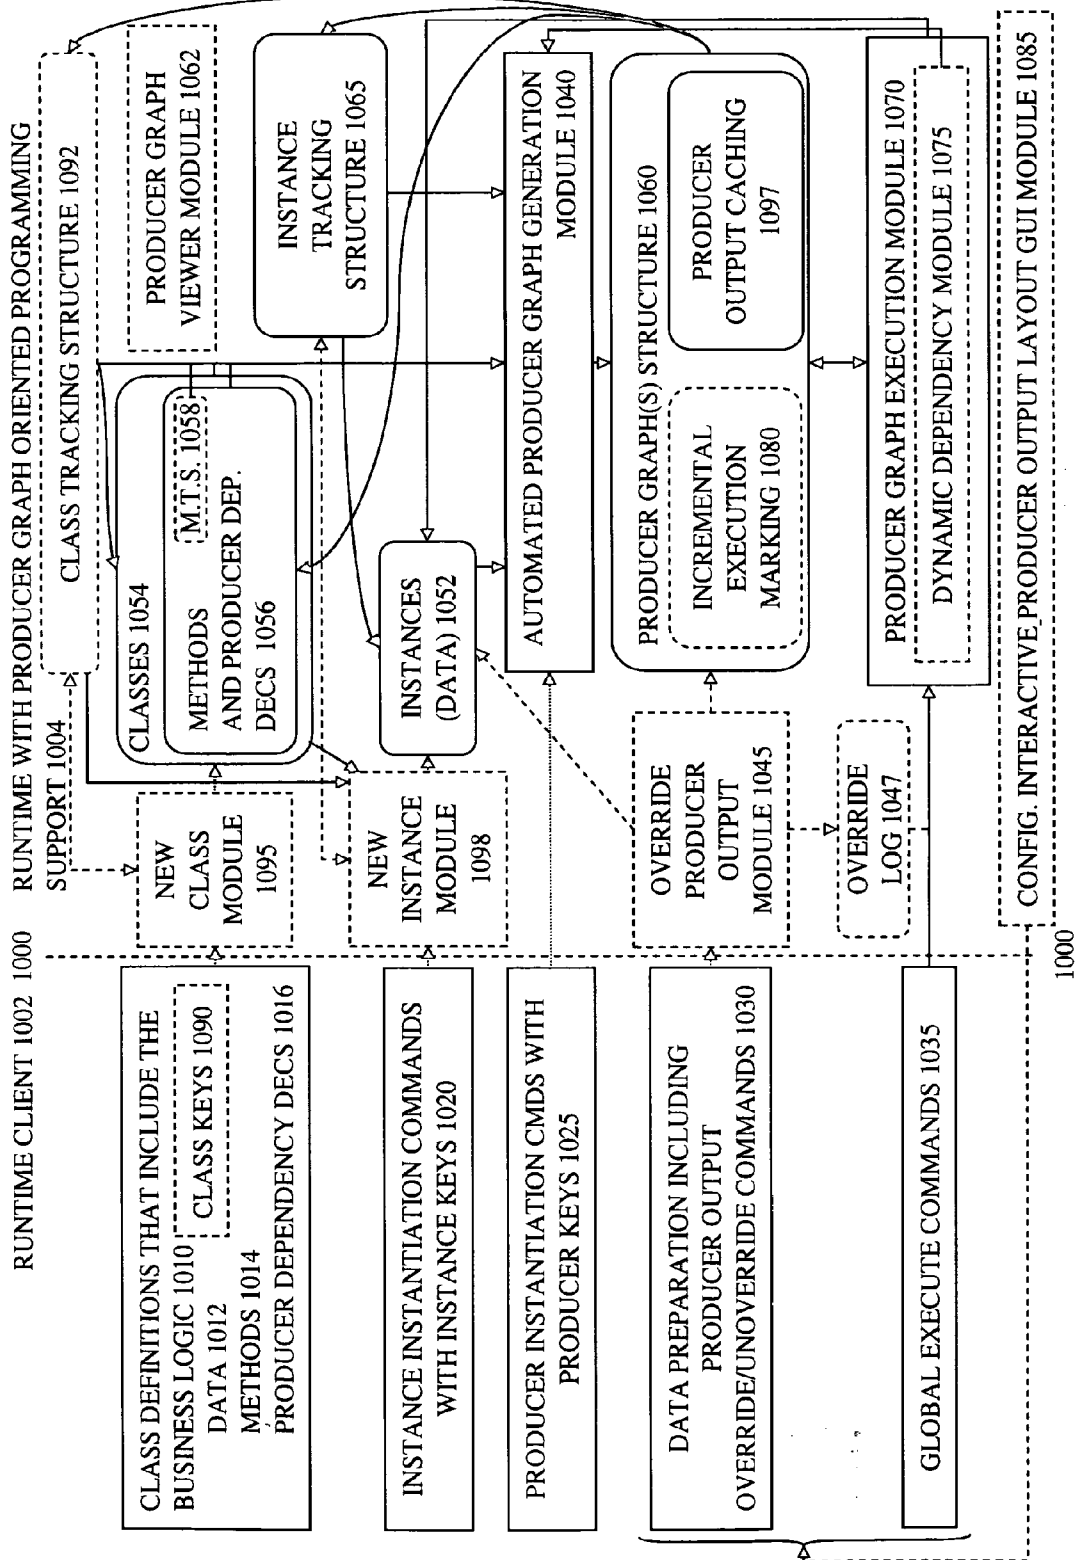 RUNTIME CLIENT 1002
1000
RUNTIME WITH PRODUCER GRAPH ORIENTED PROGRAMMING
SUPPORT 1004
CLASS DEFINITIONS THAT INCLUDE THE
BUSINESS LOGIC 1010
CLASS KEYS 1090
DATA 1012
METHODS 1014
PRODUCER DEPENDENCY DECS 1016
INSTANCE INSTANTIATION COMMANDS
WITH INSTANCE KEYS 1020
PRODUCER INSTANTIATION CMDS WITH
PRODUCER KEYS 1025
DATA PREPARATION INCLUDING
PRODUCER OUTPUT
OVERRIDE/UNOVERRIDE COMMANDS 1030
GLOBAL EXECUTE COMMANDS 1035
NEW
CLASS
MODULE
1095
NEW
INSTANCE
MODULE
1098
OVERRIDE
PRODUCER
OUTPUT
MODULE 1045
OVERRIDE
LOG 1047
CLASS TRACKING STRUCTURE 1092
CLASSES 1054
M.T.S. 1058
METHODS
AND PRODUCER DEP.
DECS 1056
PRODUCER GRAPH
VIEWER MODULE 1062
INSTANCE
TRACKING
STRUCTURE 1065
INSTANCES
(DATA) 1052
AUTOMATED PRODUCER GRAPH GENERATION
MODULE 1040
PRODUCER GRAPH(S) STRUCTURE 1060
INCREMENTAL
EXECUTION
MARKING 1080
PRODUCER
OUTPUT CACHING
1097
PRODUCER GRAPH EXECUTION MODULE 1070
DYNAMIC DEPENDENCY MODULE 1075
CONFIG. INTERACTIVE PRODUCER OUTPUT LAYOUT GUI MODULE 1085
1000